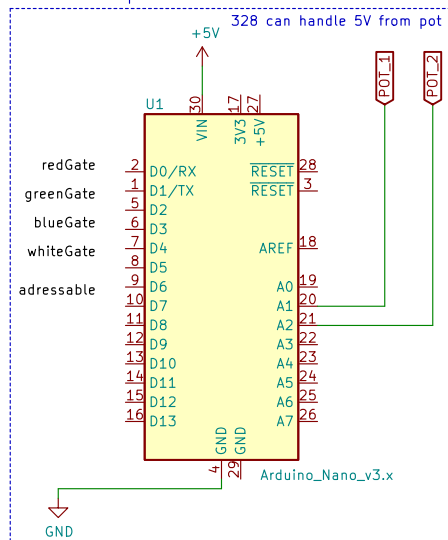 328 can handle 5V from pot
+5V
POT_1
POT_2
U1
30
17
27
VIN
3V3
+5V
redGate
2
D0/RX
RESET
28
greenGate
1
D1/TX
RESET
3
5
D2
blueGate
6
D3
whiteGate
7
D4
AREF
18
8
D5
adressable
9
D6
A0
19
10
D7
A1
20
11
D8
A2
21
12
D9
A3
22
13
D10
A4
23
14
D11
A5
24
15
D12
A6
25
16
D13
A7
26
GND
GND
4
29
Arduino_Nano_v3.x
GND